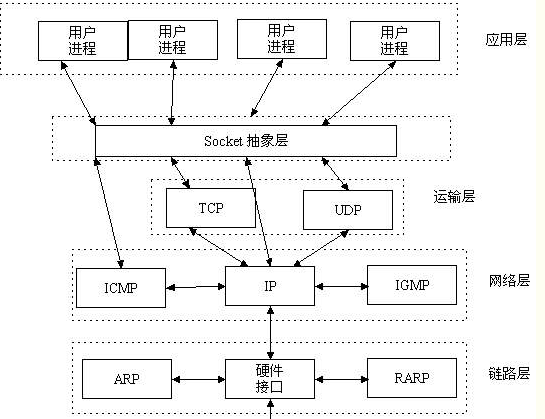 用户
进程
用户
进程
用户
进程
用户
进程
应用层
Socket 抽象层
TCP
UDP
运输层
ICMP
IP
IGMP
网络层
ARP
硬件
接口
RARP
链路层